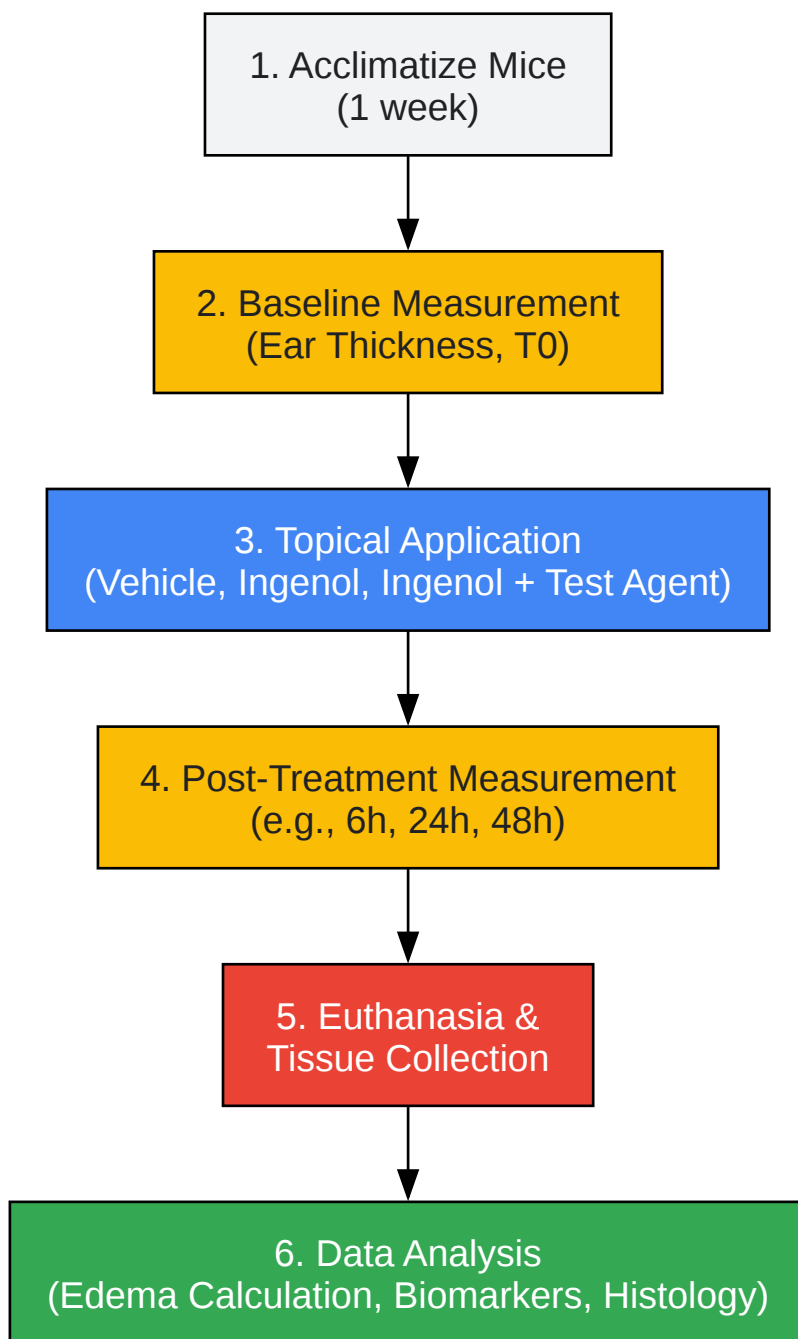 1. Acclimatize Mice
(1 week)
2. Baseline Measurement
(Ear Thickness, T0)
3. Topical Application
(Vehicle, Ingenol, Ingenol + Test Agent)
4. Post-Treatment Measurement
(e.g., 6h, 24h, 48h)
5. Euthanasia &
Tissue Collection
6. Data Analysis
(Edema Calculation, Biomarkers, Histology)